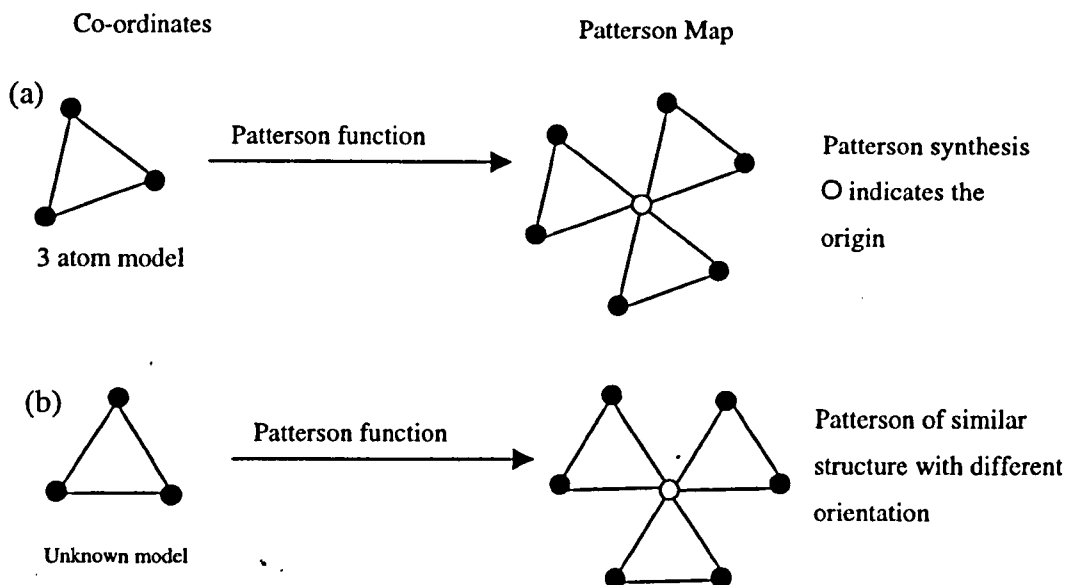 Co-ordinates
Patterson Map
(a)
Patterson function
Patterson synthesis
O indicates the
origin
3 atom model
(b)
Patterson function
Patterson of similar
structure with different
orientation
Unknown model